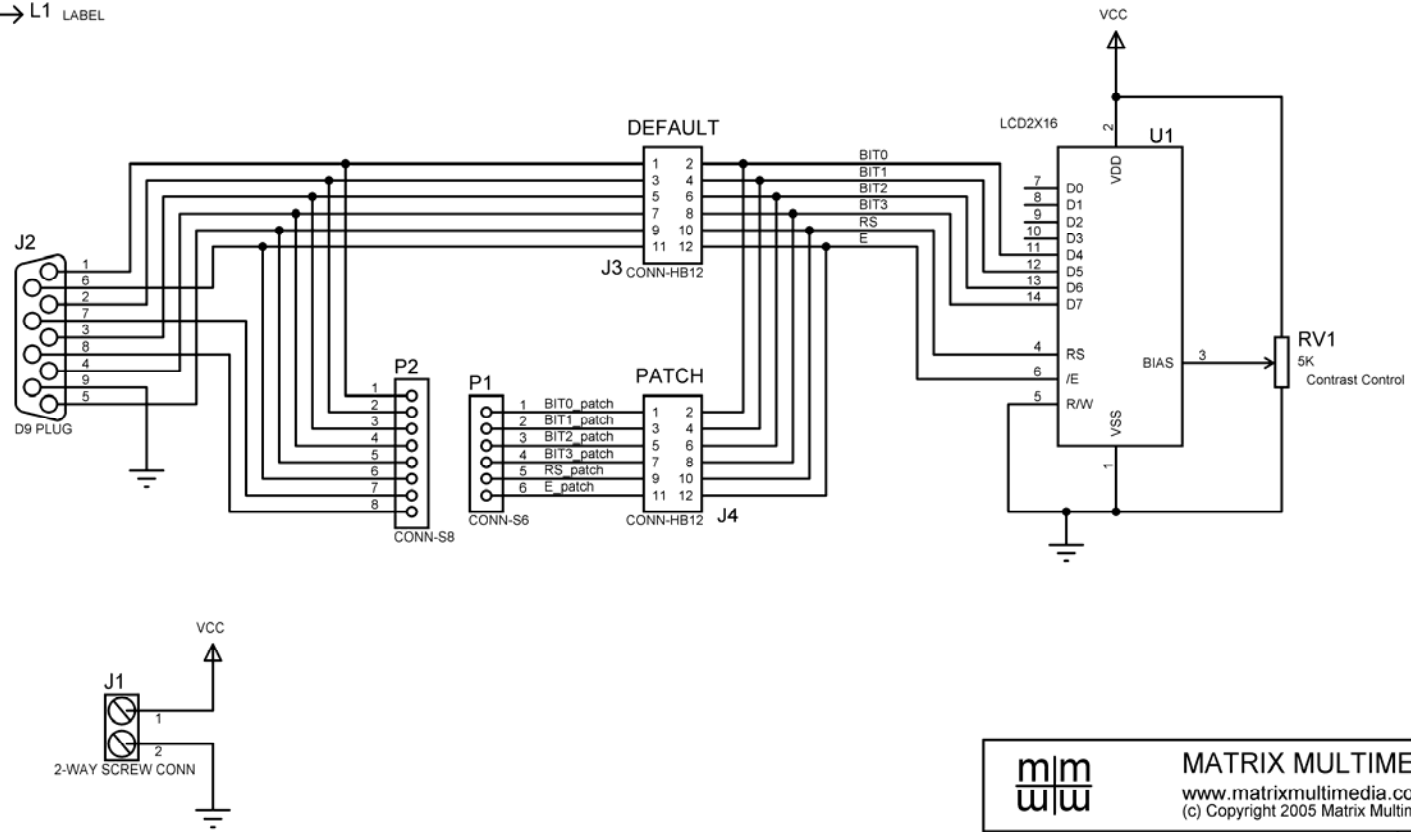 L1 LABEL
VCC
DEFAULT
LCD2X16
U1
1 2 BIT0
3 4 BIT1
5 6 BIT2
7 8 BIT3
9 10 RS
11 12 E
J3 CONN-HB12
2
VDD
7 D0
8 D1
9 D2
10 D3
11 D4
12 D5
13 D6
14 D7
4 RS
6 /E
5 R/W
BIAS 3
VSS
1
RV1
5K
Contrast Control
J2
1
6
2
7
3
8
4
9
5
D9 PLUG
P2
1
2
3
4
5
6
7
8
CONN-S8
P1
PATCH
1 BIT0_patch 1 2
2 BIT1_patch 3 4
3 BIT2_patch 5 6
4 BIT3_patch 7 8
5 RS_patch 9 10
6 E_patch 11 12
CONN-S6
CONN-HB12 J4
VCC
J1
1
2
2-WAY SCREW CONN
m m
w w
MATRIX MULTIME
www.matrixmultimedia.co
(c) Copyright 2005 Matrix Multin